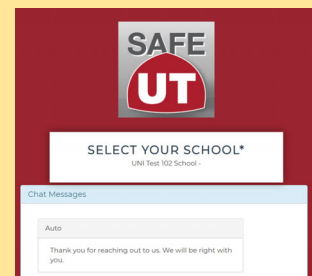 SAFE
UT
SELECT YOUR SCHOOL*
UNI Test 102 School -
Chat Messages
Auto
Thank you for reaching out to us. We will be right with
you.